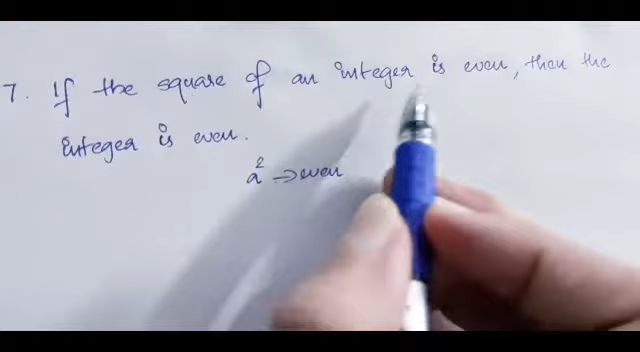 7. If the square of an integer is even, then the
integer is even.
a² → even